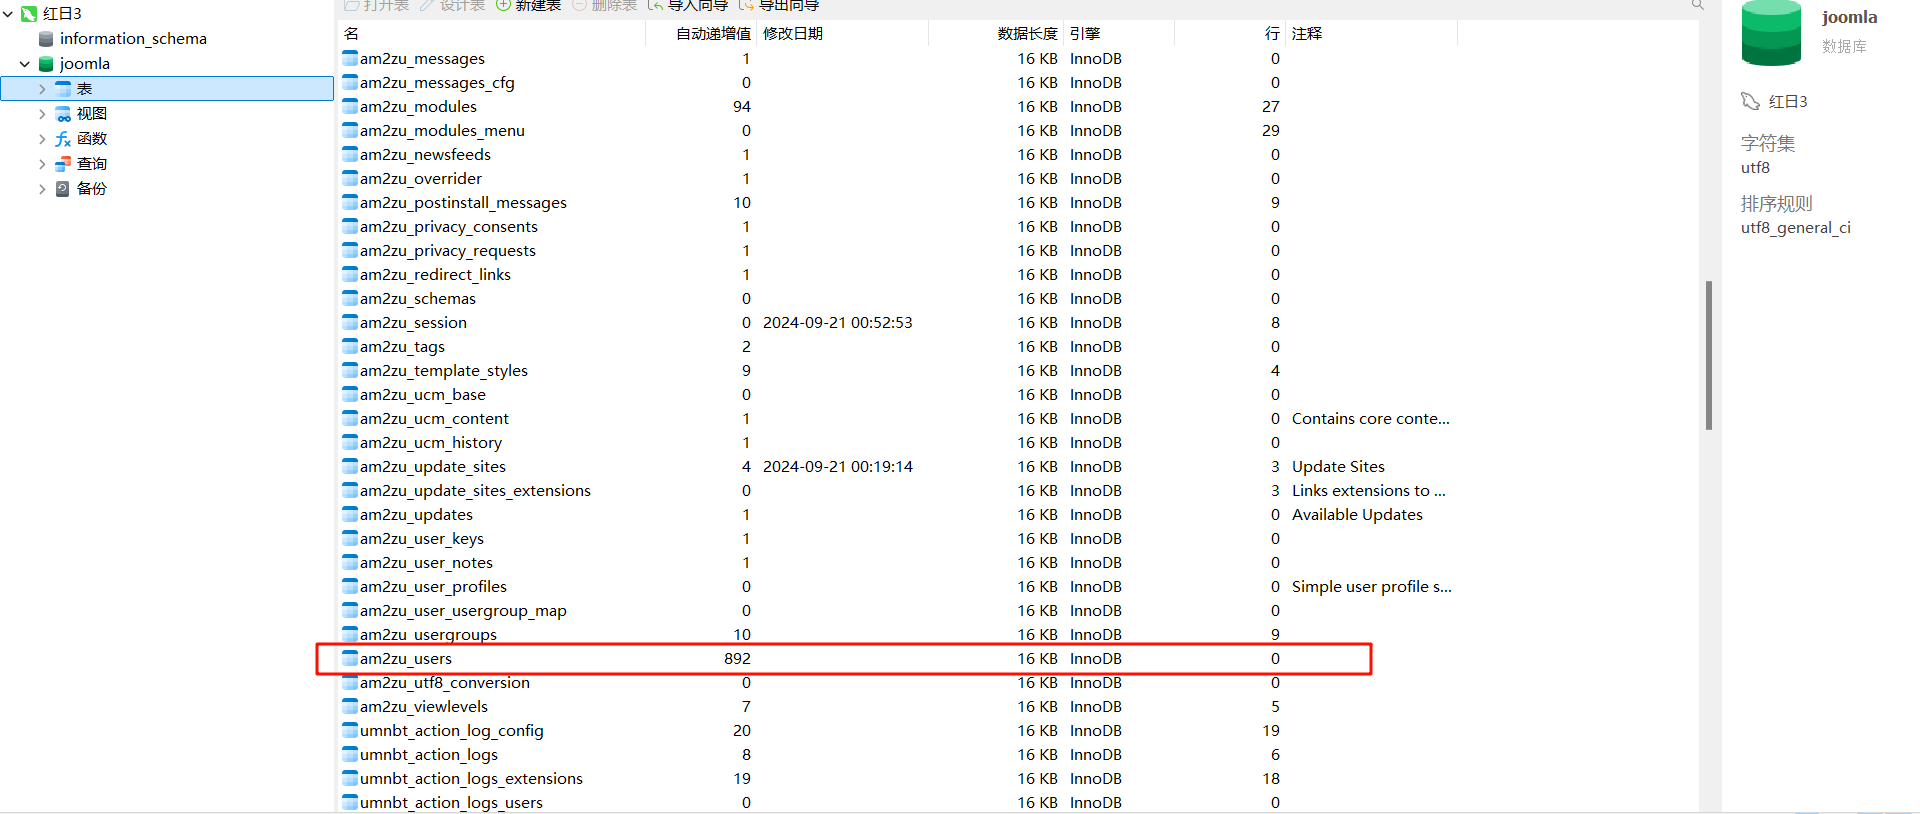 打开表 设计表 新建表 删除表 导入向导 导出向导
红日3
information_schema
joomla
表
视图
函数
查询
备份
名 自动递增值 修改日期 数据长度 引擎 行 注释
am2zu_messages 1 16 KB InnoDB 0
am2zu_messages_cfg 0 16 KB InnoDB 0
am2zu_modules 94 16 KB InnoDB 27
am2zu_modules_menu 0 16 KB InnoDB 29
am2zu_newsfeeds 1 16 KB InnoDB 0
am2zu_overrider 1 16 KB InnoDB 0
am2zu_postinstall_messages 10 16 KB InnoDB 9
am2zu_privacy_consents 1 16 KB InnoDB 0
am2zu_privacy_requests 1 16 KB InnoDB 0
am2zu_redirect_links 1 16 KB InnoDB 0
am2zu_schemas 0 16 KB InnoDB 0
am2zu_session 0 2024-09-21 00:52:53 16 KB InnoDB 8
am2zu_tags 2 16 KB InnoDB 0
am2zu_template_styles 9 16 KB InnoDB 4
am2zu_ucm_base 0 16 KB InnoDB 0
am2zu_ucm_content 1 16 KB InnoDB 0 Contains core conte...
am2zu_ucm_history 1 16 KB InnoDB 0
am2zu_update_sites 4 2024-09-21 00:19:14 16 KB InnoDB 3 Update Sites
am2zu_update_sites_extensions 0 16 KB InnoDB 3 Links extensions to ...
am2zu_updates 1 16 KB InnoDB 0 Available Updates
am2zu_user_keys 1 16 KB InnoDB 0
am2zu_user_notes 1 16 KB InnoDB 0
am2zu_user_profiles 0 16 KB InnoDB 0 Simple user profile s...
am2zu_user_usergroup_map 0 16 KB InnoDB 0
am2zu_usergroups 10 16 KB InnoDB 9
am2zu_users 892 16 KB InnoDB 0
am2zu_utf8_conversion 0 16 KB InnoDB 0
am2zu_viewlevels 7 16 KB InnoDB 5
umnbt_action_log_config 20 16 KB InnoDB 19
umnbt_action_logs 8 16 KB InnoDB 6
umnbt_action_logs_extensions 19 16 KB InnoDB 18
umnbt_action_logs_users 0 16 KB InnoDB 0
joomla
数据库
红日3
字符集
utf8
排序规则
utf8_general_ci